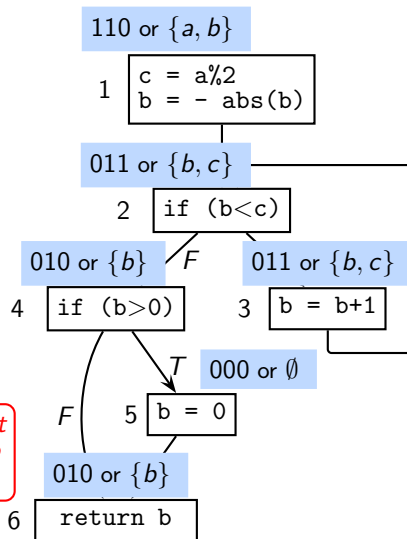 110 or {a, b}
1
c = a%2
b = - abs(b)
011 or {b, c}
2
if (b<c)
F
010 or {b}
011 or {b, c}
4
if (b>0)
3
b = b+1
T
000 or ∅
F
5
b = 0
t
010 or {b}
6
return b